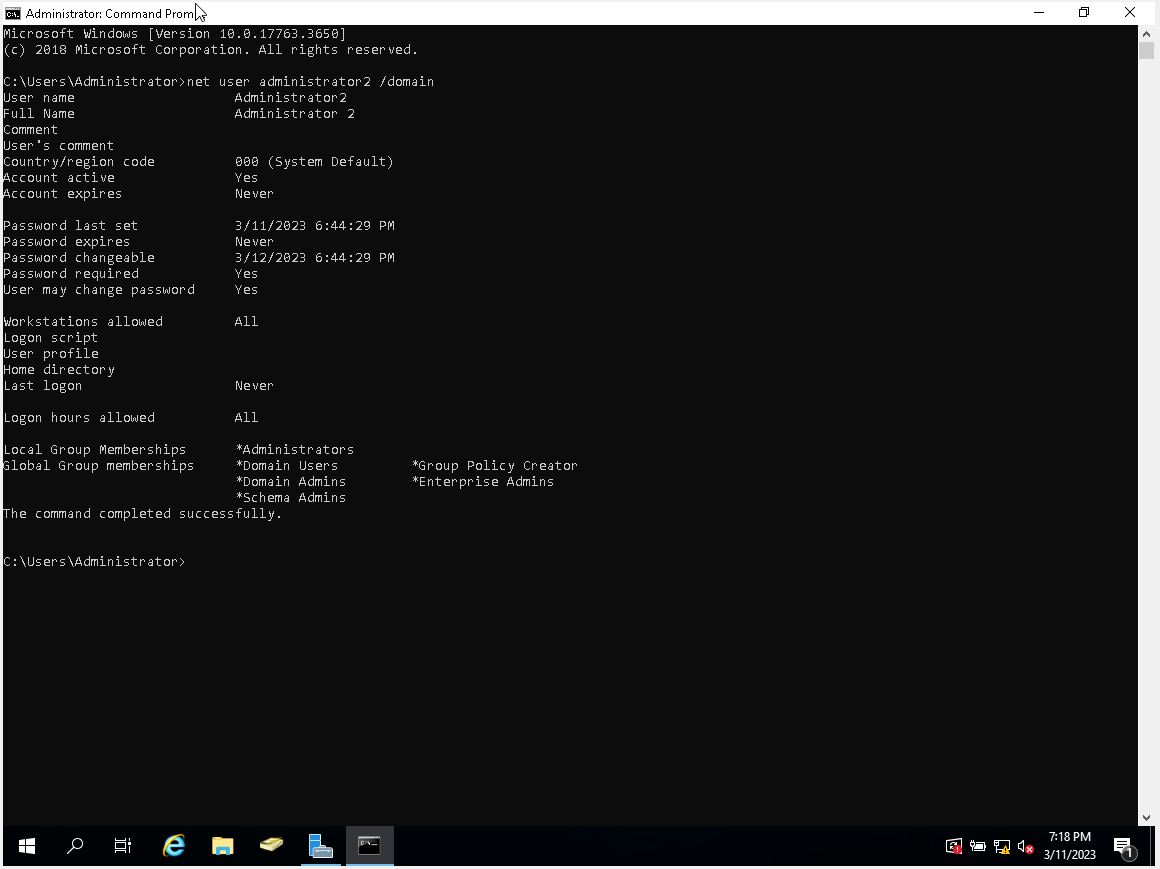 Administrator: Command Prom
Microsoft Windows [Version 10.0.17763.3650]
(c) 2018 Microsoft Corporation. All rights reserved.
C:\Users\Administrator>net user administrator2 /domain
User name Administrator2
Full Name Administrator 2
Comment
User's comment
Country/region code 000 (System Default)
Account active Yes
Account expires Never
Password last set 3/11/2023 6:44:29 PM
Password expires Never
Password changeable 3/12/2023 6:44:29 PM
Password required Yes
User may change password Yes
Workstations allowed All
Logon script
User profile
Home directory
Last logon Never
Logon hours allowed All
Local Group Memberships *Administrators
Global Group memberships *Domain Users *Group Policy Creator
*Domain Admins *Enterprise Admins
*Schema Admins
The command completed successfully.
C:\Users\Administrator>
7:18 PM
3/11/2023
1